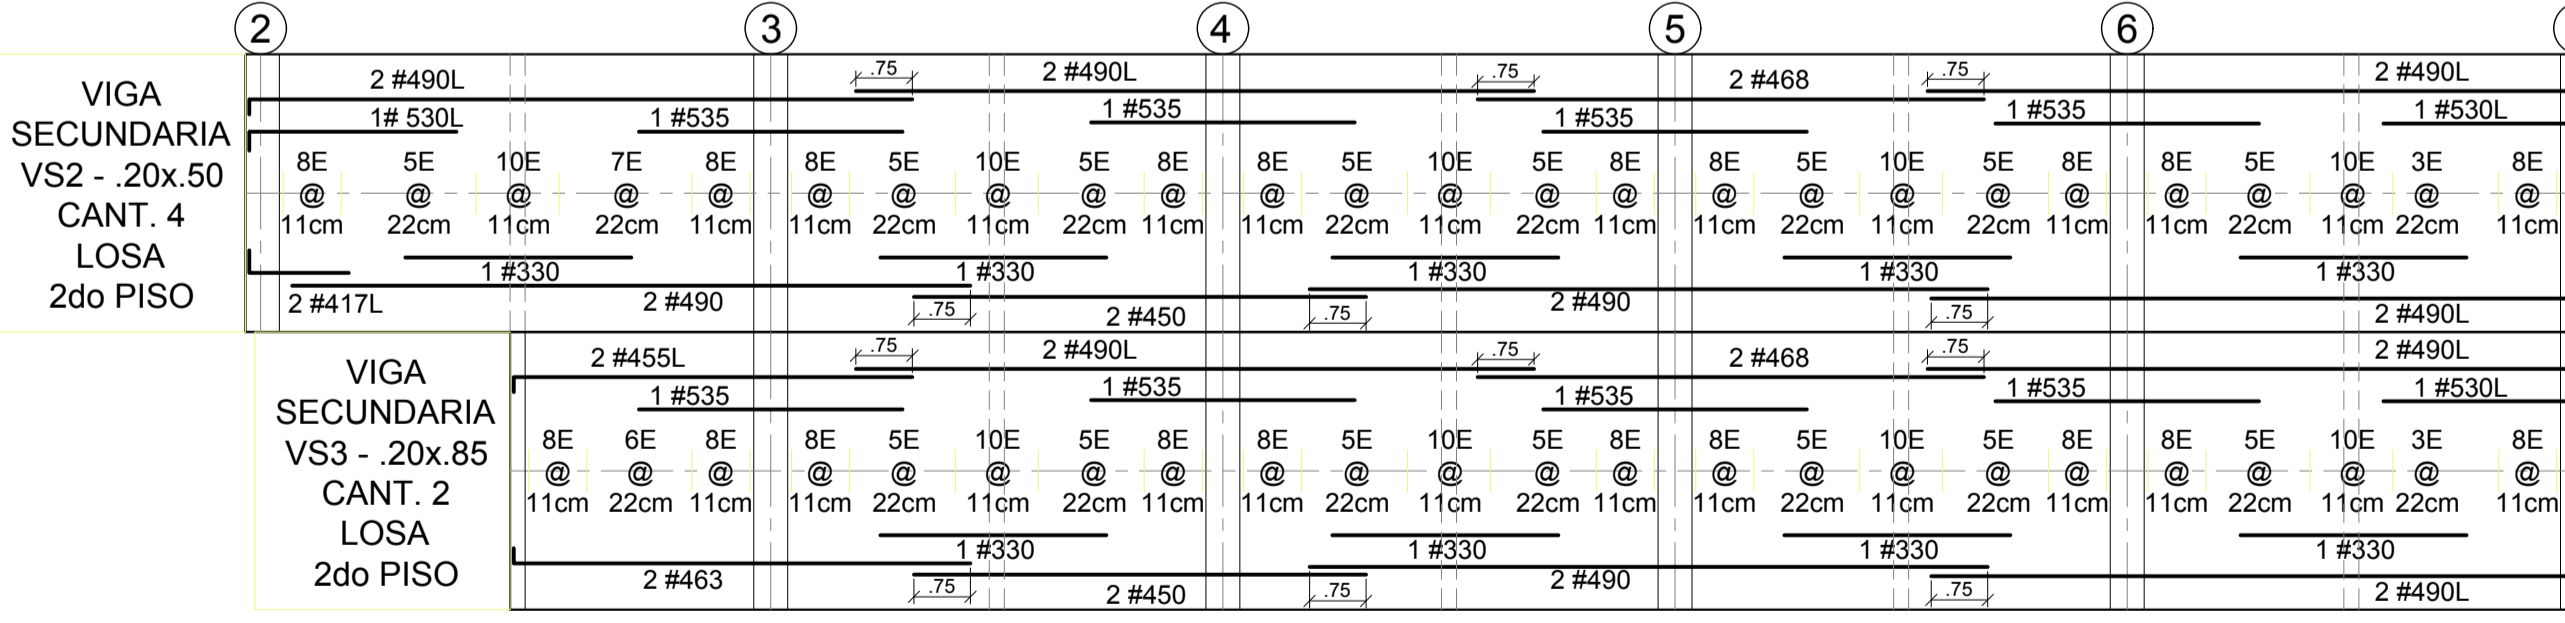 2 3 4 5 6
VIGA
SECUNDARIA
VS2 - .20x.50
CANT. 4
LOSA
2do PISO
2 #490L .75 2 #490L .75 2 #468 .75 2 #490L
1# 530L 1 #535 1 #535 1 #535 1 #535 1 #530L
8E 5E 10E 7E 8E 8E 5E 10E 5E 8E 8E 5E 10E 5E 8E 8E 5E 10E 5E 8E 8E 5E 10E 3E 8E
@ @ @ @ @ @ @ @ @ @ @ @ @ @ @ @ @ @ @ @ @ @ @ @ @
11cm 22cm 11cm 22cm 11cm 11cm 22cm 11cm 22cm 11cm 11cm 22cm 11cm 22cm 11cm 11cm 22cm 11cm 22cm 11cm 11cm 22cm 11cm 22cm 11cm
1 #330 1 #330 1 #330 1 #330 1 #330
2 #417L 2 #490 .75 2 #450 .75 2 #490 .75 2 #490L
VIGA
SECUNDARIA
VS3 - .20x.85
CANT. 2
LOSA
2do PISO
2 #455L .75 2 #490L .75 2 #468 .75 2 #490L
1 #535 1 #535 1 #535 1 #535 1 #530L
8E 6E 8E 8E 5E 10E 5E 8E 8E 5E 10E 5E 8E 8E 5E 10E 5E 8E 8E 5E 10E 3E 8E
@ @ @ @ @ @ @ @ @ @ @ @ @ @ @ @ @ @ @ @ @ @ @
11cm 22cm 11cm 11cm 22cm 11cm 22cm 11cm 11cm 22cm 11cm 22cm 11cm 11cm 22cm 11cm 22cm 11cm 11cm 22cm 11cm 22cm 11cm
1 #330 1 #330 1 #330 1 #330
2 #463 .75 2 #450 .75 2 #490 .75 2 #490L